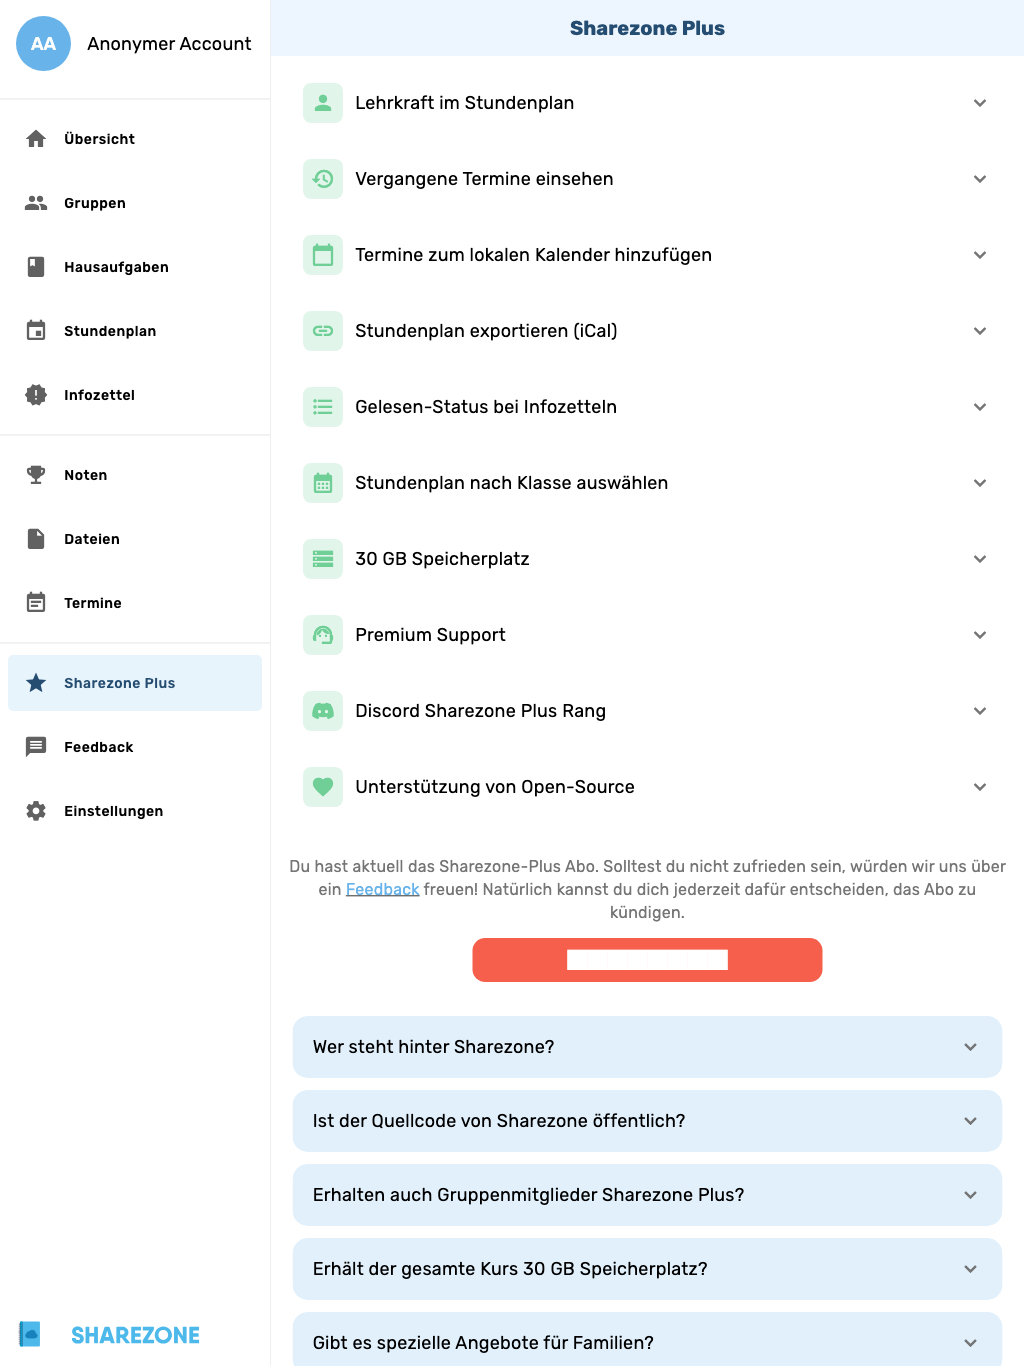 AA
Anonymer Account
Übersicht
Gruppen
Hausaufgaben
Stundenplan
Infozettel
Noten
Dateien
Termine
Sharezone Plus
Feedback
Einstellungen
SHAREZONE
Sharezone Plus
Lehrkraft im Stundenplan
Vergangene Termine einsehen
Termine zum lokalen Kalender hinzufügen
Stundenplan exportieren (iCal)
Gelesen-Status bei Infozetteln
Stundenplan nach Klasse auswählen
30 GB Speicherplatz
Premium Support
Discord Sharezone Plus Rang
Unterstützung von Open-Source
Du hast aktuell das Sharezone-Plus Abo. Solltest du nicht zufrieden sein, würden wir uns über
ein Feedback freuen! Natürlich kannst du dich jederzeit dafür entscheiden, das Abo zu
kündigen.
Wer steht hinter Sharezone?
Ist der Quellcode von Sharezone öffentlich?
Erhalten auch Gruppenmitglieder Sharezone Plus?
Erhält der gesamte Kurs 30 GB Speicherplatz?
Gibt es spezielle Angebote für Familien?